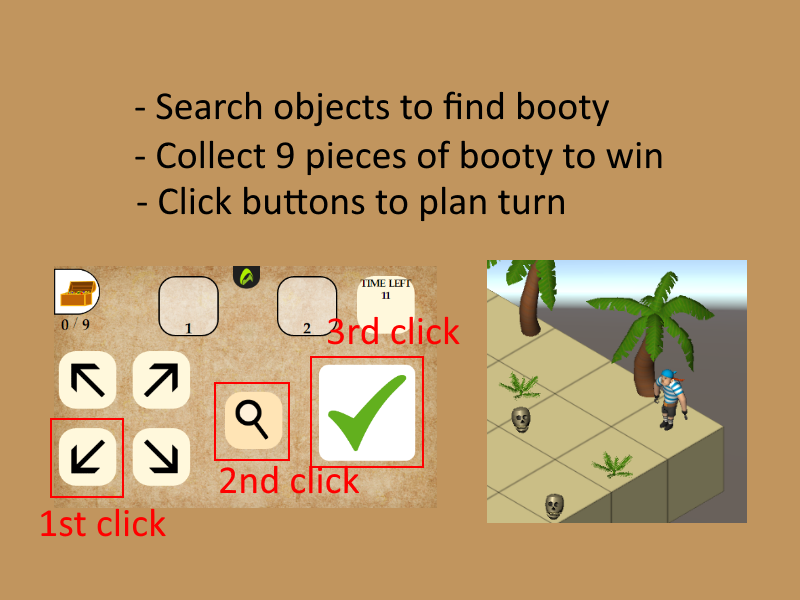 - Search objects to find booty
- Collect 9 pieces of booty to win
- Click buttons to plan turn
TIME LEFT
11
0 / 9
1
2
3rd click
2nd click
1st click